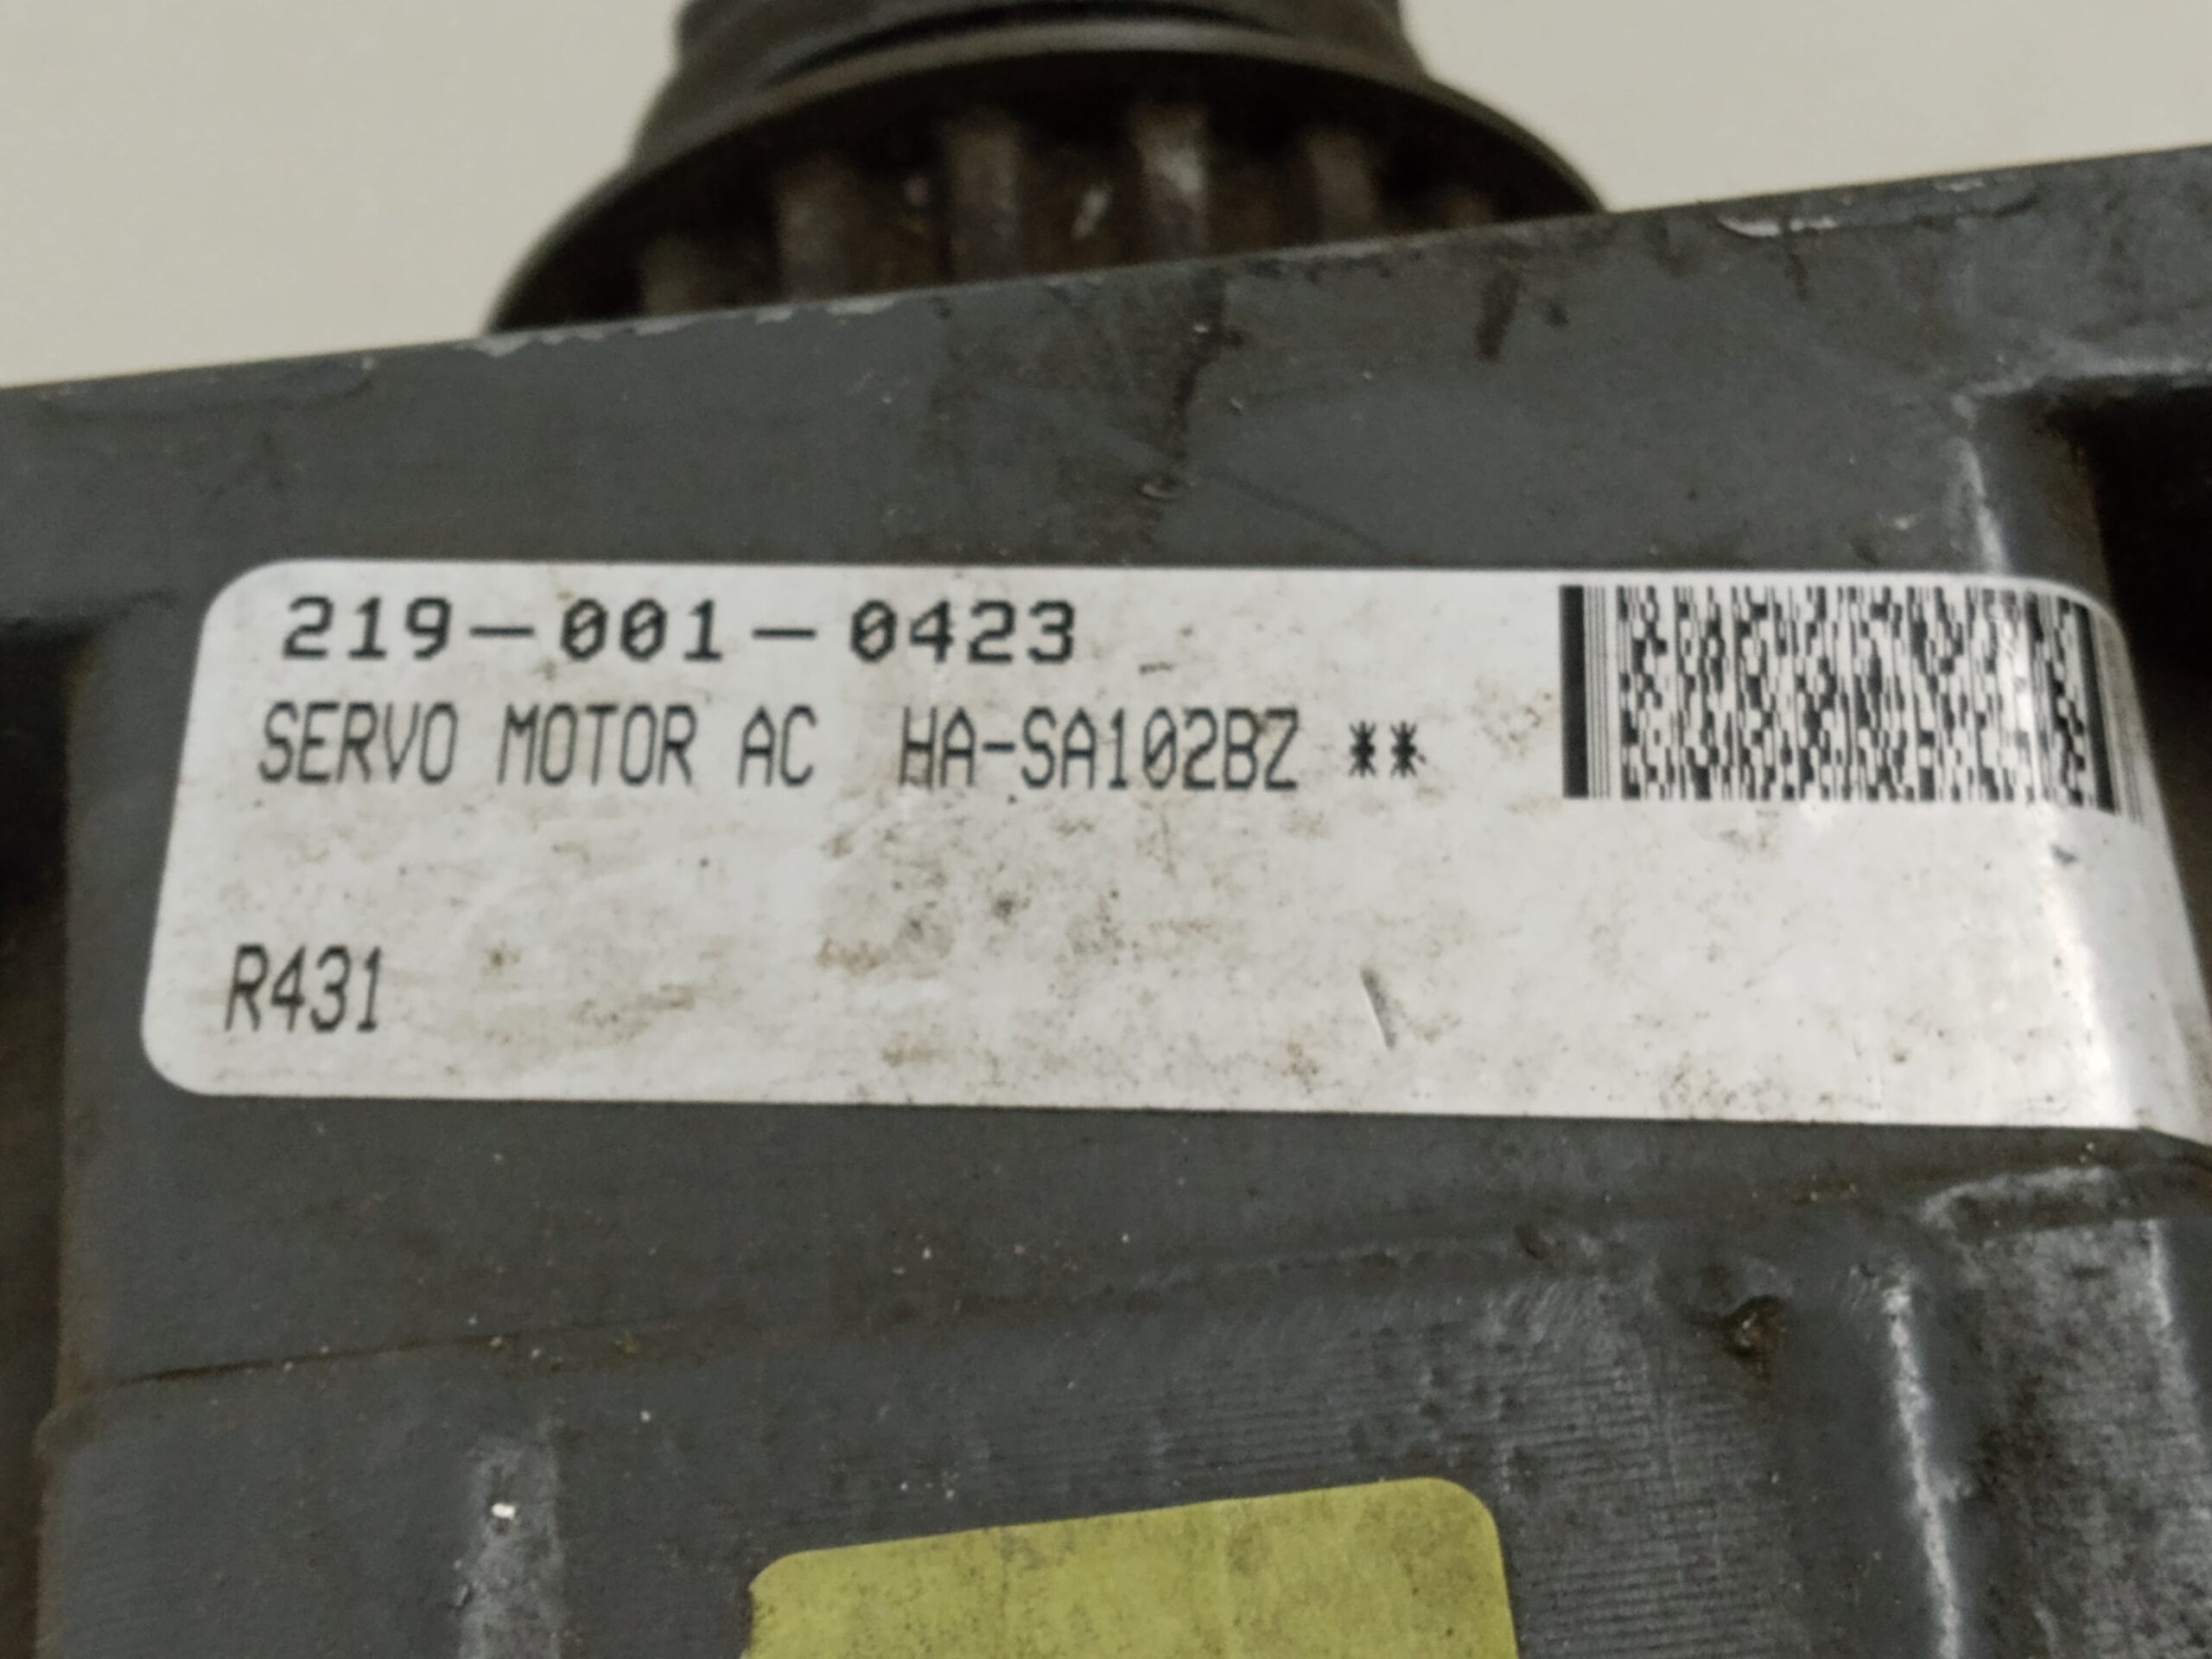 219-001-0423
SERVO MOTOR AC HA-SA102BZ **
R431